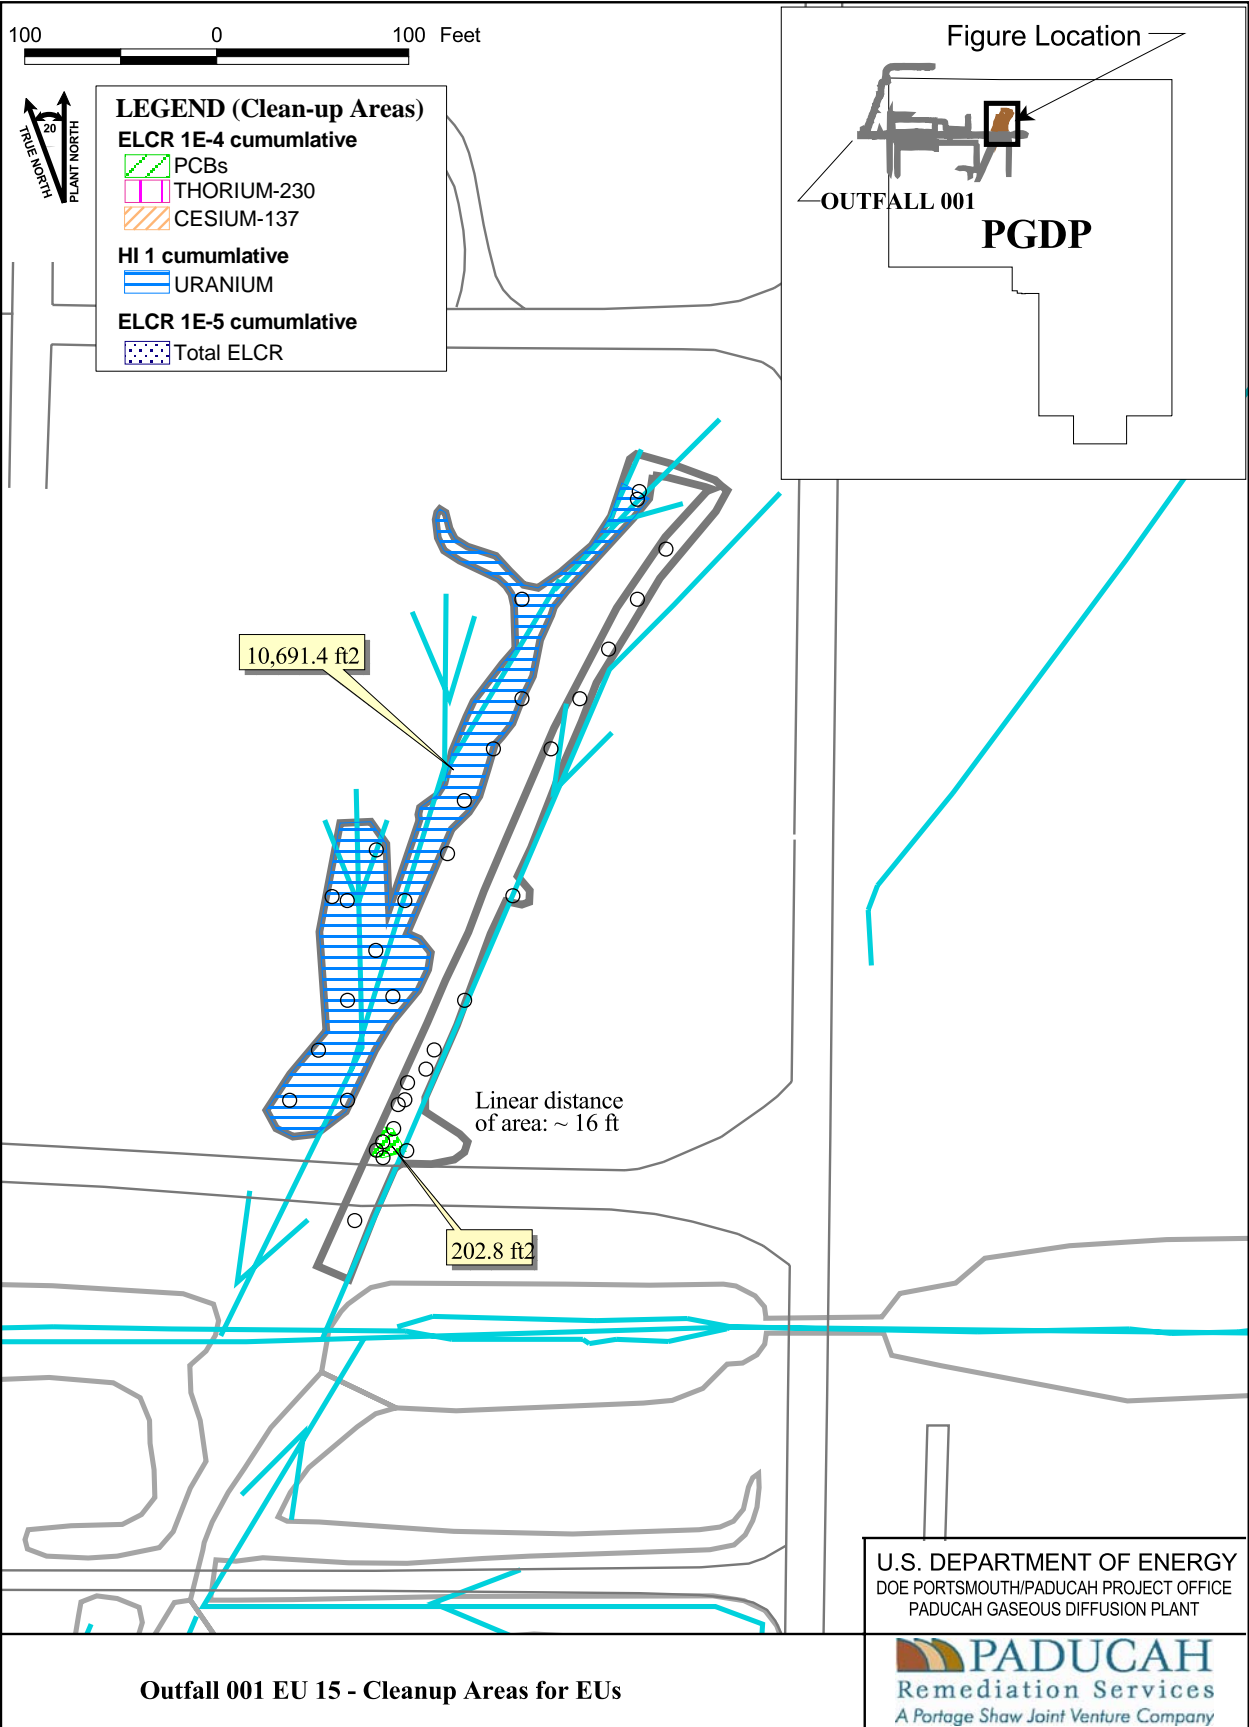 100 0 100 Feet
TRUE NORTH
20
PLANT NORTH
LEGEND (Clean-up Areas)
ELCR 1E-4 cumumlative
PCBs
THORIUM-230
CESIUM-137
HI 1 cumumlative
URANIUM
ELCR 1E-5 cumumlative
Total ELCR
Figure Location
OUTFALL 001
PGDP
10,691.4 ft2
Linear distance
of area: ~ 16 ft
202.8 ft2
U.S. DEPARTMENT OF ENERGY
DOE PORTSMOUTH/PADUCAH PROJECT OFFICE
PADUCAH GASEOUS DIFFUSION PLANT
Outfall 001 EU 15 - Cleanup Areas for EUs
PADUCAH
Remediation Services
A Portage Shaw Joint Venture Company